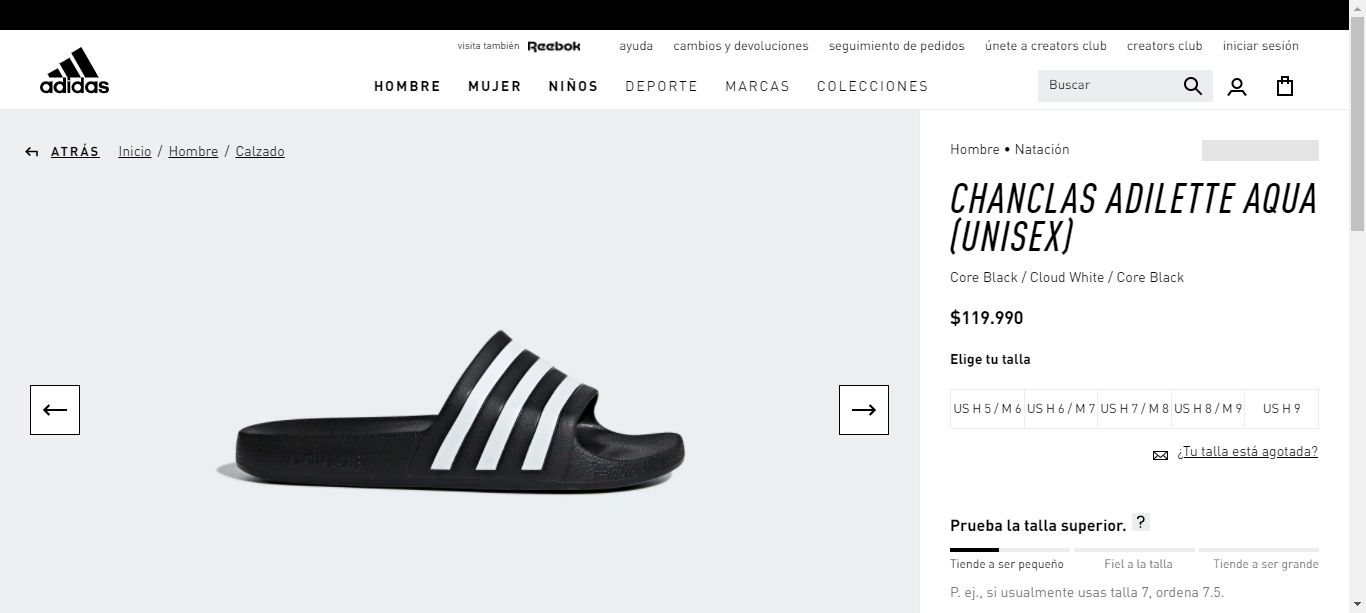 visita también Reebok ayuda cambios y devoluciones seguimiento de pedidos únete a creators club creators club iniciar sesión
adidas
HOMBRE MUJER NIÑOS DEPORTE MARCAS COLECCIONES Buscar
ATRÁS Inicio / Hombre / Calzado
Hombre • Natación
CHANCLAS ADILETTE AQUA
(UNISEX)
Core Black / Cloud White / Core Black
$119.990
Elige tu talla
US H 5 / M 6 US H 6 / M 7 US H 7 / M 8 US H 8 / M 9 US H 9
¿Tu talla está agotada?
adidas
Prueba la talla superior. ?
Tiende a ser pequeño Fiel a la talla Tiende a ser grande
P. ej., si usualmente usas talla 7, ordena 7.5.